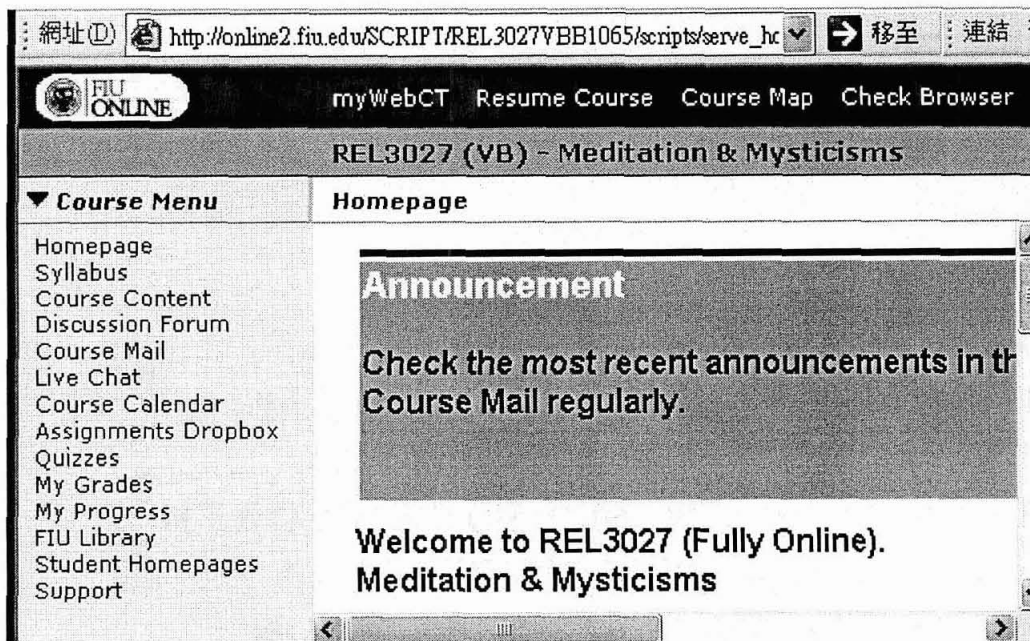 網址(D) http://online2.fiu.edu/SCRIPT/REL3027VBB1065/scripts/serve_hc 移至 連結
FIU ONLINE myWebCT Resume Course Course Map Check Browser
REL3027 (VB) - Meditation & Mysticisms
Course Menu
Homepage
Syllabus
Course Content
Discussion Forum
Course Mail
Live Chat
Course Calendar
Assignments Dropbox
Quizzes
My Grades
My Progress
FIU Library
Student Homepages
Support
Homepage
Announcement
Check the most recent announcements in th
Course Mail regularly.
Welcome to REL3027 (Fully Online).
Meditation & Mysticisms